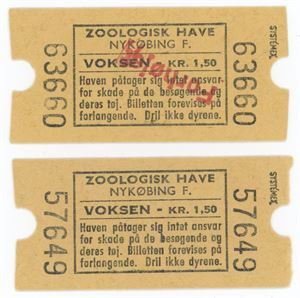 63660
ZOOLOGISK HAVE
NYKØBING F.
VOKSEN - KR. 1,50
Haven påtager sig intet ansvar
for skade på de besøgende og
deres tøj. Billetten forevises på
forlangende. Dril ikke dyrene.
63660
SYSTEMEK
57649
ZOOLOGISK HAVE
NYKØBING F.
VOKSEN - KR. 1,50
Haven påtager sig intet ansvar
for skade på de besøgende og
deres tøj. Billetten forevises på
forlangende. Dril ikke dyrene.
57649
SYSTEMEK